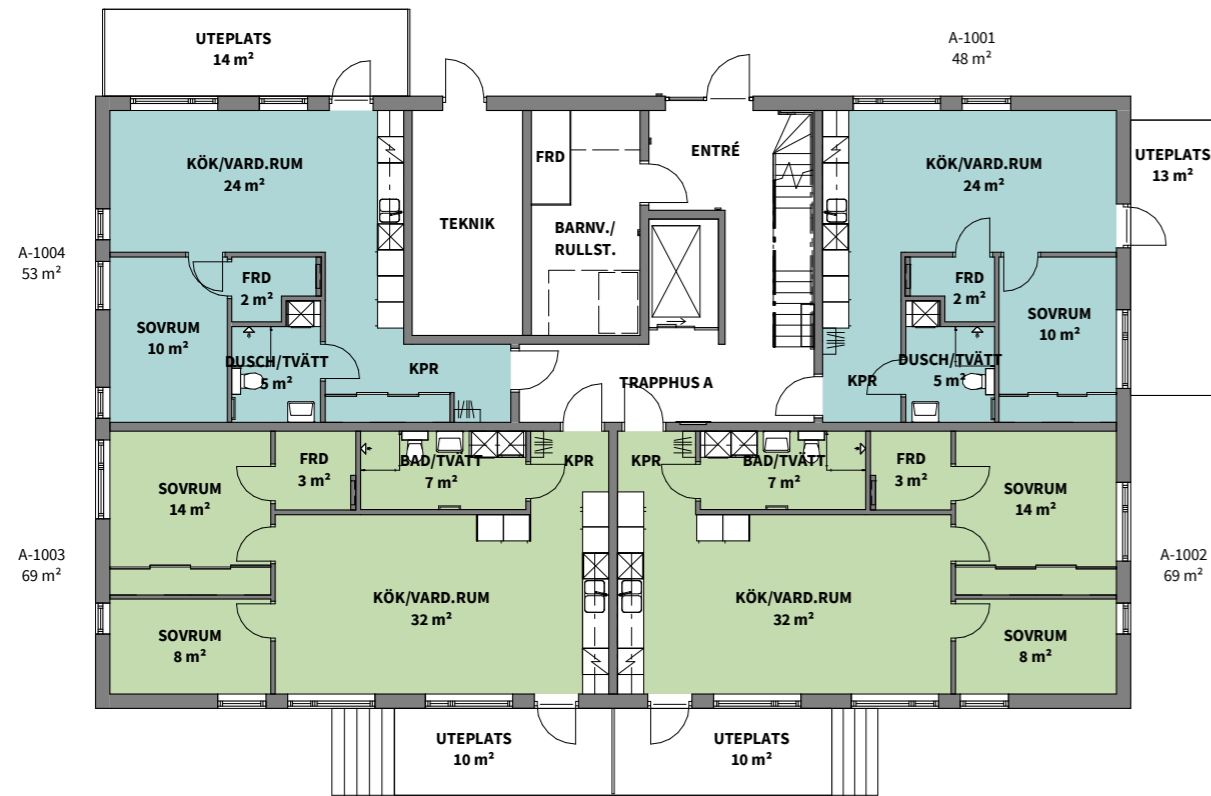 UTEPLATS
14 m²
A-1001
48 m²
KÖK/VARD.RUM
24 m²
TEKNIK
FRD
BARNV./
RULLST.
ENTRÉ
KÖK/VARD.RUM
24 m²
UTEPLATS
13 m²
A-1004
53 m²
FRD
2 m²
SOVRUM
10 m²
DUSCH/TVÄTT
5 m²
KPR
TRAPPHUS A
FRD
2 m²
SOVRUM
10 m²
DUSCH/TVÄTT
5 m²
KPR
SOVRUM
14 m²
FRD
3 m²
BAD/TVÄTT
7 m²
KPR
KPR
BAD/TVÄTT
7 m²
FRD
3 m²
SOVRUM
14 m²
A-1003
69 m²
A-1002
69 m²
KÖK/VARD.RUM
32 m²
KÖK/VARD.RUM
32 m²
SOVRUM
8 m²
SOVRUM
8 m²
UTEPLATS
10 m²
UTEPLATS
10 m²